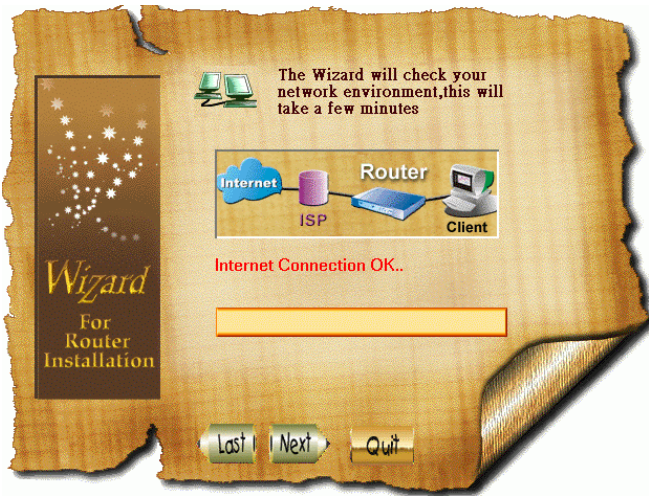 The Wizard will check your
network environment,this will
take a few minutes
Internet
ISP
Router
Client
Internet Connection OK..
Wizard
For
Router
Installation
Last
Next
Quit